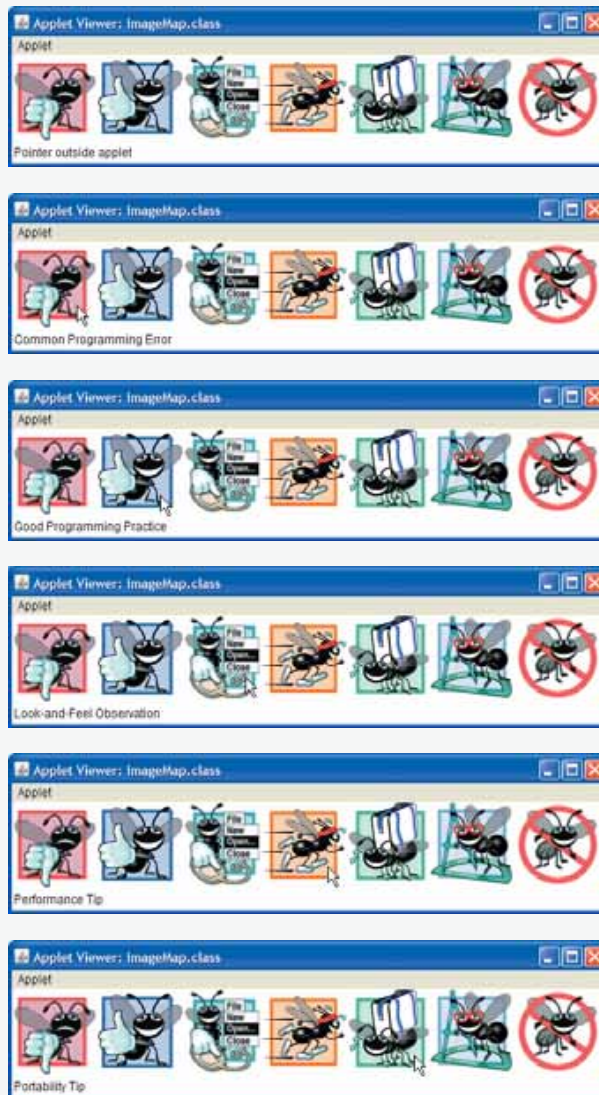 Applet Viewer: ImageMap.class
Applet
File
New
Open...
Close
Pointer outside applet
Applet Viewer: ImageMap.class
Applet
File
New
Open...
Close
Common Programming Error
Applet Viewer: ImageMap.class
Applet
File
New
Open...
Close
Good Programming Practice
Applet Viewer: ImageMap.class
Applet
File
New
Open...
Close
Look-and-Feel Observation
Applet Viewer: ImageMap.class
Applet
File
New
Open...
Close
Performance Tip
Applet Viewer: ImageMap.class
Applet
File
New
Open...
Close
Portability Tip